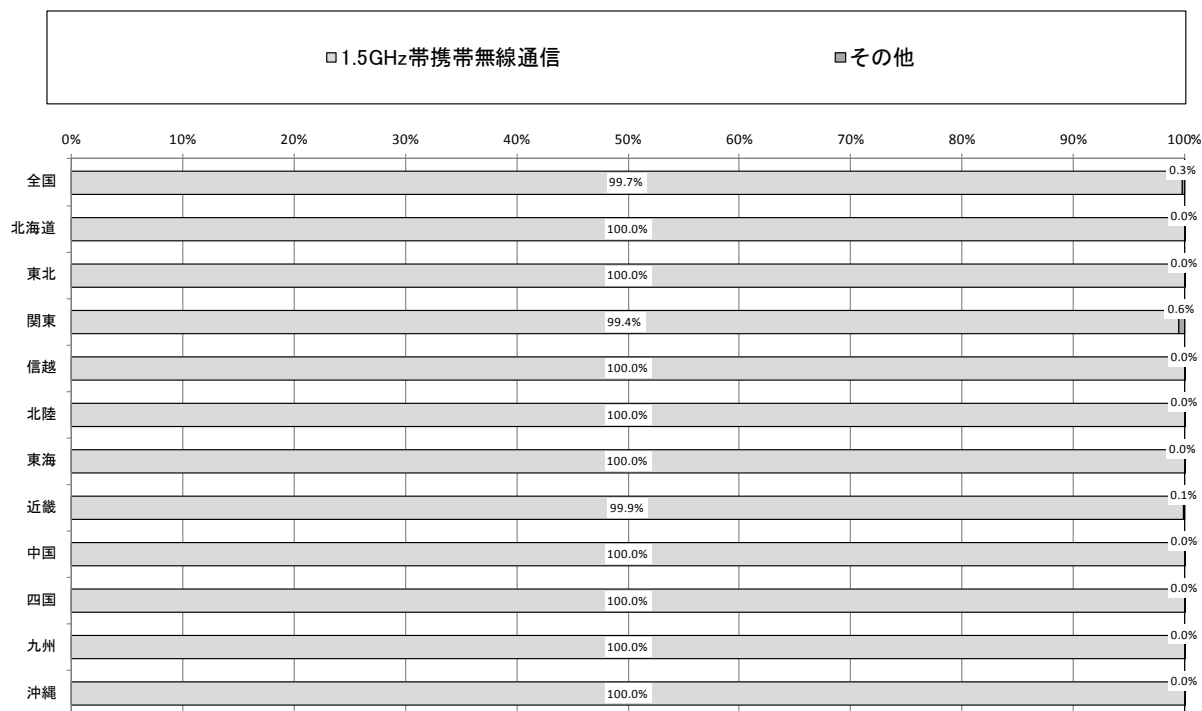 □1.5GHz帯携帯無線通信 ■その他
0% 10% 20% 30% 40% 50% 60% 70% 80% 90% 100%
全国 99.7% 0.3%
北海道 100.0% 0.0%
東北 100.0% 0.0%
関東 99.4% 0.6%
信越 100.0% 0.0%
北陸 100.0% 0.0%
東海 100.0% 0.0%
近畿 99.9% 0.1%
中国 100.0% 0.0%
四国 100.0% 0.0%
九州 100.0% 0.0%
沖縄 100.0% 0.0%